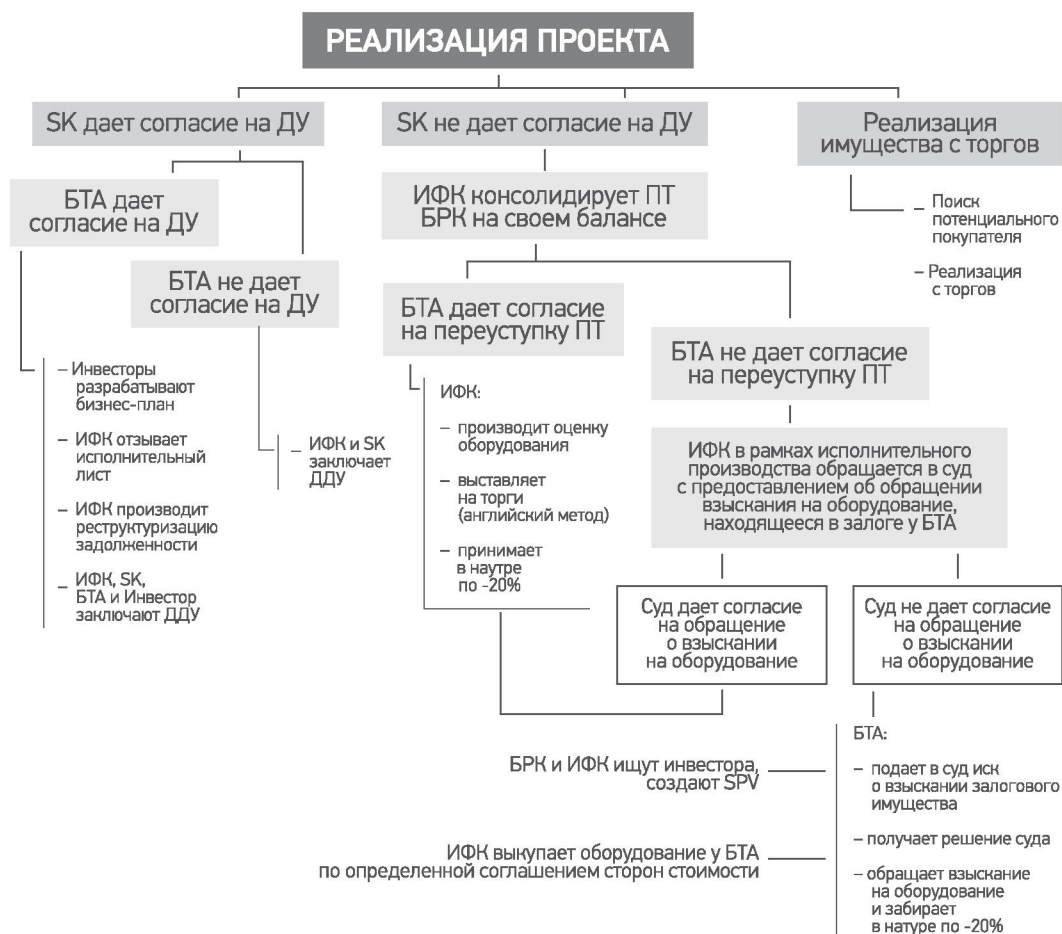 РЕАЛИЗАЦИЯ ПРОЕКТА
SK дает согласие на ДУ
БТА дает
согласие на ДУ
– Инвесторы
разрабатывают
бизнес-план
– ИФК отзывает
исполнительный
лист
– ИФК производит
реструктуризацию
задолженности
– ИФК, SK,
БТА и Инвестор
заключают ДДУ
БТА не дает
согласие на ДУ
– ИФК и SK
заключает
ДДУ
SK не дает согласие на ДУ
ИФК консолидирует ПТ
БРК на своем балансе
БТА дает согласие
на переуступку ПТ
ИФК:
– производит оценку
оборудования
– выставляет
на торги
(английский метод)
– принимает
в наутре
по -20%
БТА не дает согласие
на переуступку ПТ
ИФК в рамках исполнительного
производства обращается в суд
с предоставлением об обращении
взыскания на оборудование,
находящееся в залоге у БТА
Суд дает согласие
на обращение
о взыскании
на оборудование
Суд не дает согласие
на обращение
о взыскании
на оборудование
БТА:
– подает в суд иск
о взыскании залогового
имущества
– получает решение суда
– обращает взыскание
на оборудование
и забирает
в натуре по -20%
БРК и ИФК ищут инвестора,
создают SPV
ИФК выкупает оборудование у БТА
по определенной соглашением сторон стоимости
Реализация
имущества с торгов
– Поиск
потенциального
покупателя
– Реализация
с торгов